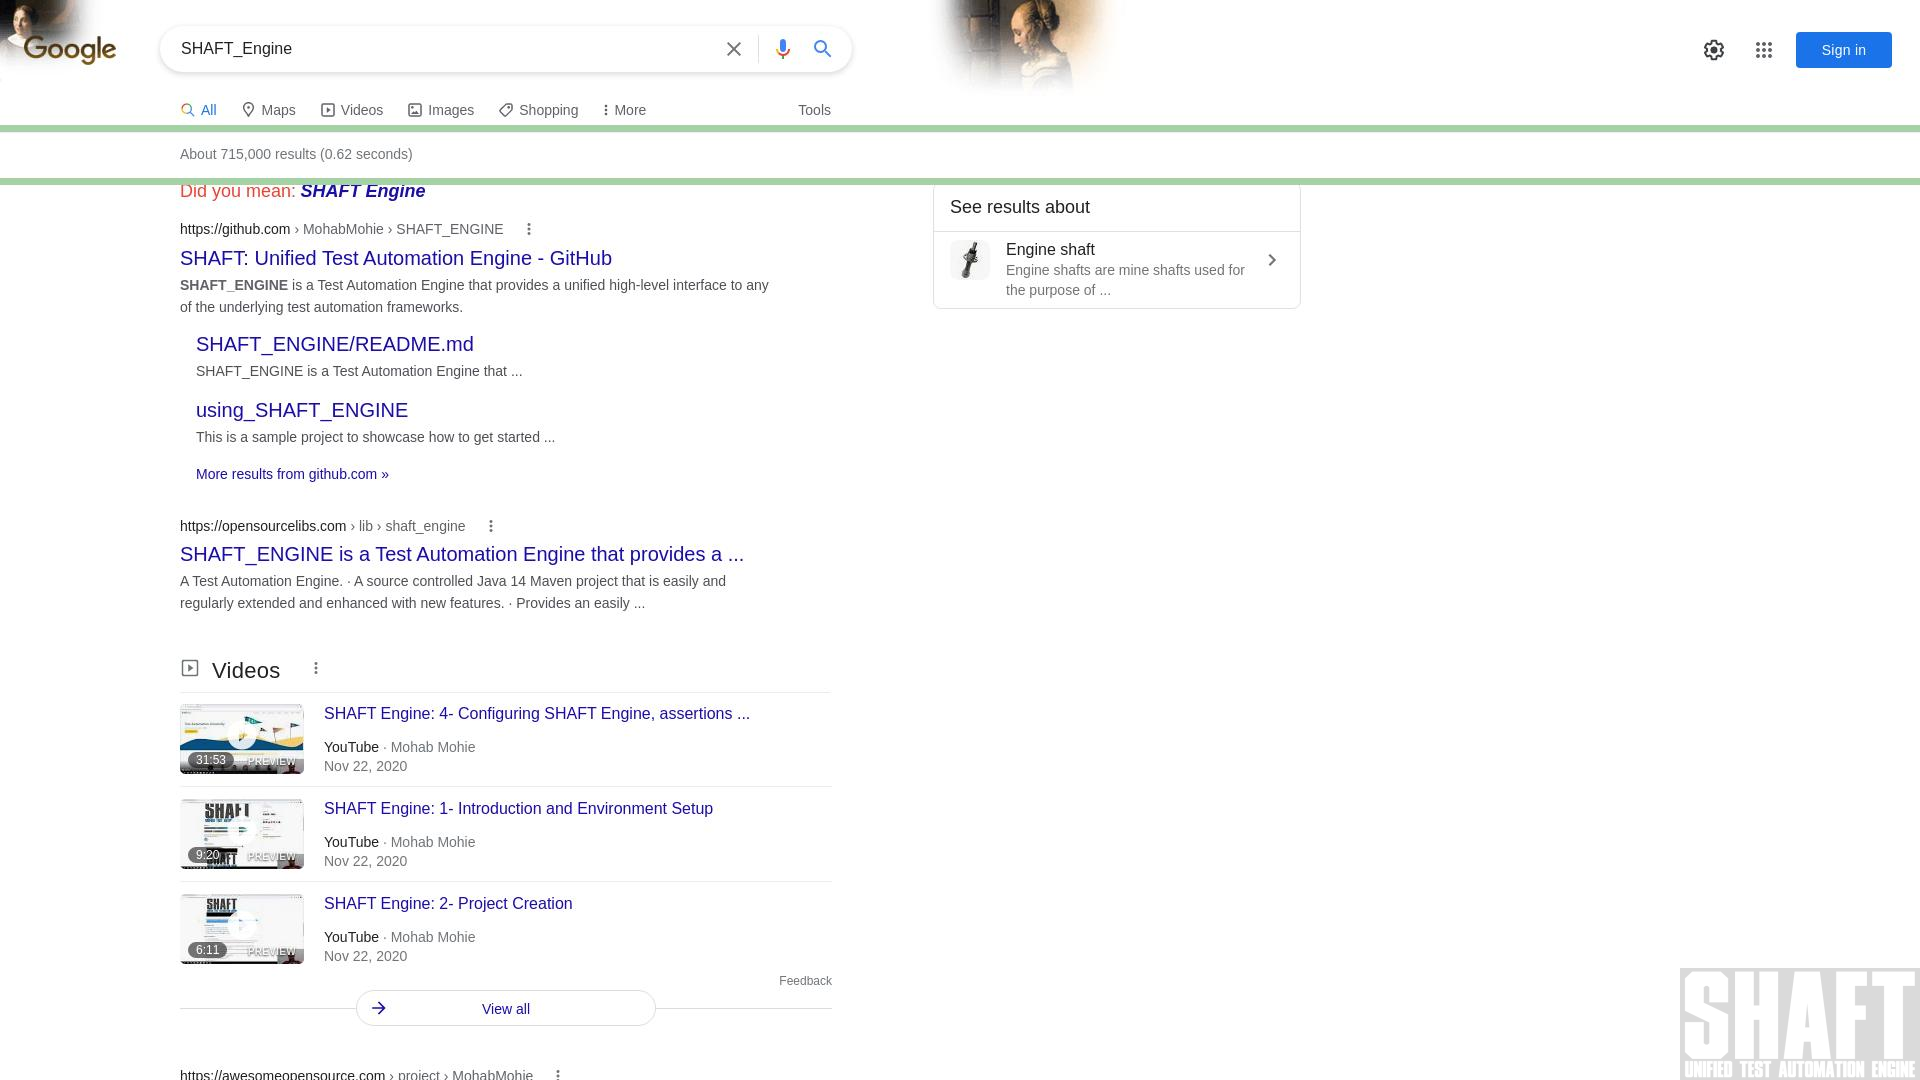 Google
SHAFT_Engine
Sign in
All
Maps
Videos
Images
Shopping
More
Tools
About 715,000 results (0.62 seconds)
Did you mean: SHAFT Engine
https://github.com › MohabMohie › SHAFT_ENGINE
SHAFT: Unified Test Automation Engine - GitHub
SHAFT_ENGINE is a Test Automation Engine that provides a unified high-level interface to any
of the underlying test automation frameworks.
SHAFT_ENGINE/README.md
SHAFT_ENGINE is a Test Automation Engine that ...
using_SHAFT_ENGINE
This is a sample project to showcase how to get started ...
More results from github.com »
https://opensourcelibs.com › lib › shaft_engine
SHAFT_ENGINE is a Test Automation Engine that provides a ...
A Test Automation Engine. · A source controlled Java 14 Maven project that is easily and
regularly extended and enhanced with new features. · Provides an easily ...
Videos
31:53
PREVIEW
SHAFT Engine: 4- Configuring SHAFT Engine, assertions ...
YouTube · Mohab Mohie
Nov 22, 2020
SHAFT
9:20
PREVIEW
SHAFT Engine: 1- Introduction and Environment Setup
YouTube · Mohab Mohie
Nov 22, 2020
SHAFT
6:11
PREVIEW
SHAFT Engine: 2- Project Creation
YouTube · Mohab Mohie
Nov 22, 2020
Feedback
View all
https://awesomeopensource.com › project › MohabMohie
See results about
Engine shaft
Engine shafts are mine shafts used for
the purpose of ...
SHAFT
UNIFIED TEST AUTOMATION ENGINE